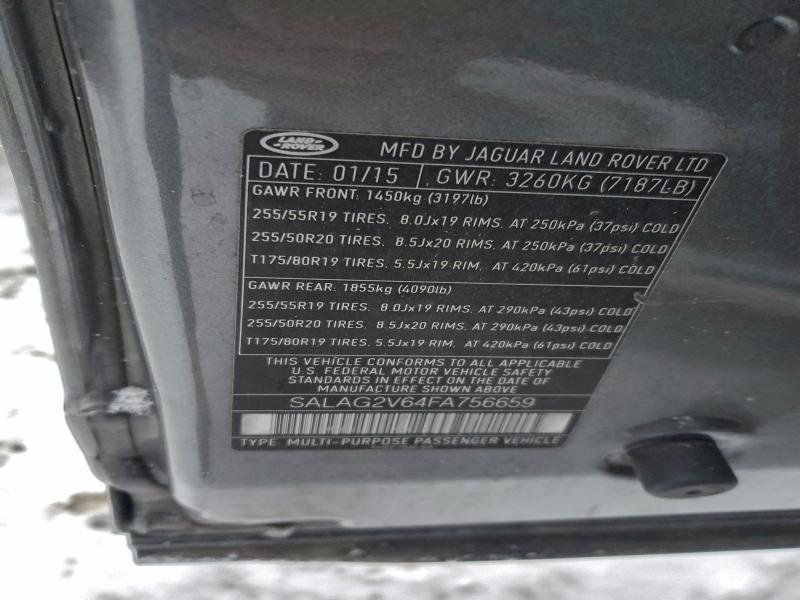 LAND ROVER
MFD BY JAGUAR LAND ROVER LTD
DATE: 01/15 GWR: 3260KG (7187LB)
GAWR FRONT: 1450kg (3197lb)
255/55R19 TIRES. 8.0Jx19 RIMS. AT 250kPa (37psi) COLD
255/50R20 TIRES. 8.5Jx20 RIMS. AT 250kPa (37psi) COLD
T175/80R19 TIRES. 5.5Jx19 RIM. AT 420kPa (61psi) COLD
GAWR REAR: 1855kg (4090lb)
255/55R19 TIRES. 8.0Jx19 RIMS. AT 290kPa (43psi) COLD
255/50R20 TIRES. 8.5Jx20 RIMS. AT 290kPa (43psi) COLD
T175/80R19 TIRES. 5.5Jx19 RIM. AT 420kPa (61psi) COLD
THIS VEHICLE CONFORMS TO ALL APPLICABLE
U.S. FEDERAL MOTOR VEHICLE SAFETY
STANDARDS IN EFFECT ON THE DATE OF
MANUFACTURE SHOWN ABOVE
SALAG2V64FA756659
TYPE: MULTI-PURPOSE PASSENGER VEHICLE